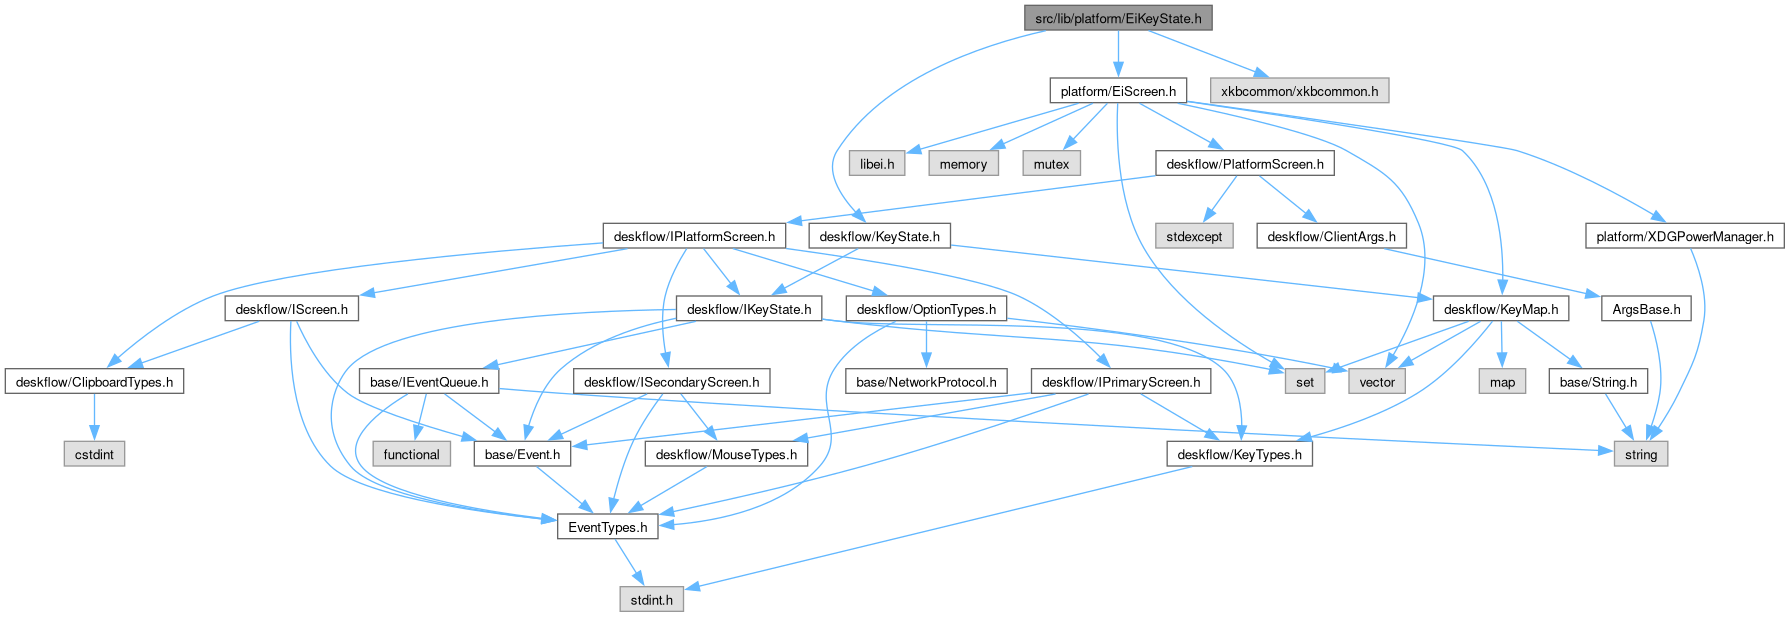 src/lib/platform/EiKeyState.h
platform/EiScreen.h
xkbcommon/xkbcommon.h
libei.h
memory
mutex
deskflow/PlatformScreen.h
deskflow/IPlatformScreen.h
deskflow/KeyState.h
stdexcept
deskflow/ClientArgs.h
platform/XDGPowerManager.h
deskflow/IScreen.h
deskflow/IKeyState.h
deskflow/OptionTypes.h
deskflow/KeyMap.h
ArgsBase.h
deskflow/ClipboardTypes.h
base/IEventQueue.h
deskflow/ISecondaryScreen.h
base/NetworkProtocol.h
deskflow/IPrimaryScreen.h
set
vector
map
base/String.h
cstdint
functional
base/Event.h
deskflow/MouseTypes.h
deskflow/KeyTypes.h
string
EventTypes.h
stdint.h